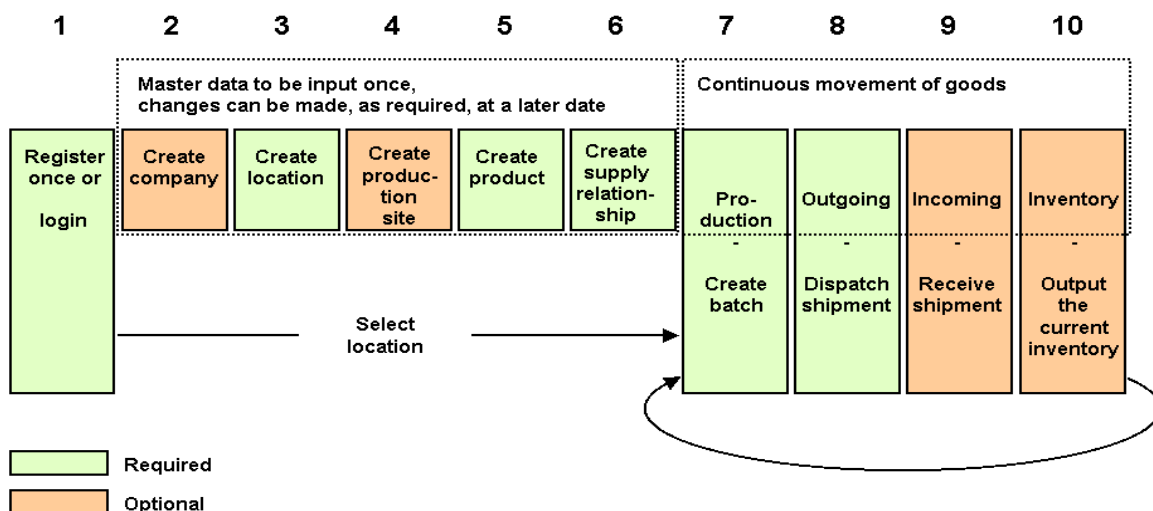 1 2 3 4 5 6 7 8 9 10
Master data to be input once,
changes can be made, as required, at a later date
Continuous movement of goods
Register
once or
login
Create
company
Create
location
Create
produc-
tion
site
Create
product
Create
supply
relation-
ship
Pro-
duction
-
Create
batch
Outgoing
-
Dispatch
shipment
Incoming
-
Receive
shipment
Inventory
-
Output
the
current
inventory
Select
location
Required
Optional